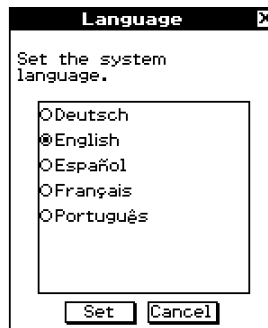 Language
Set the system
language.
Deutsch
English
Español
Français
Português
Set Cancel